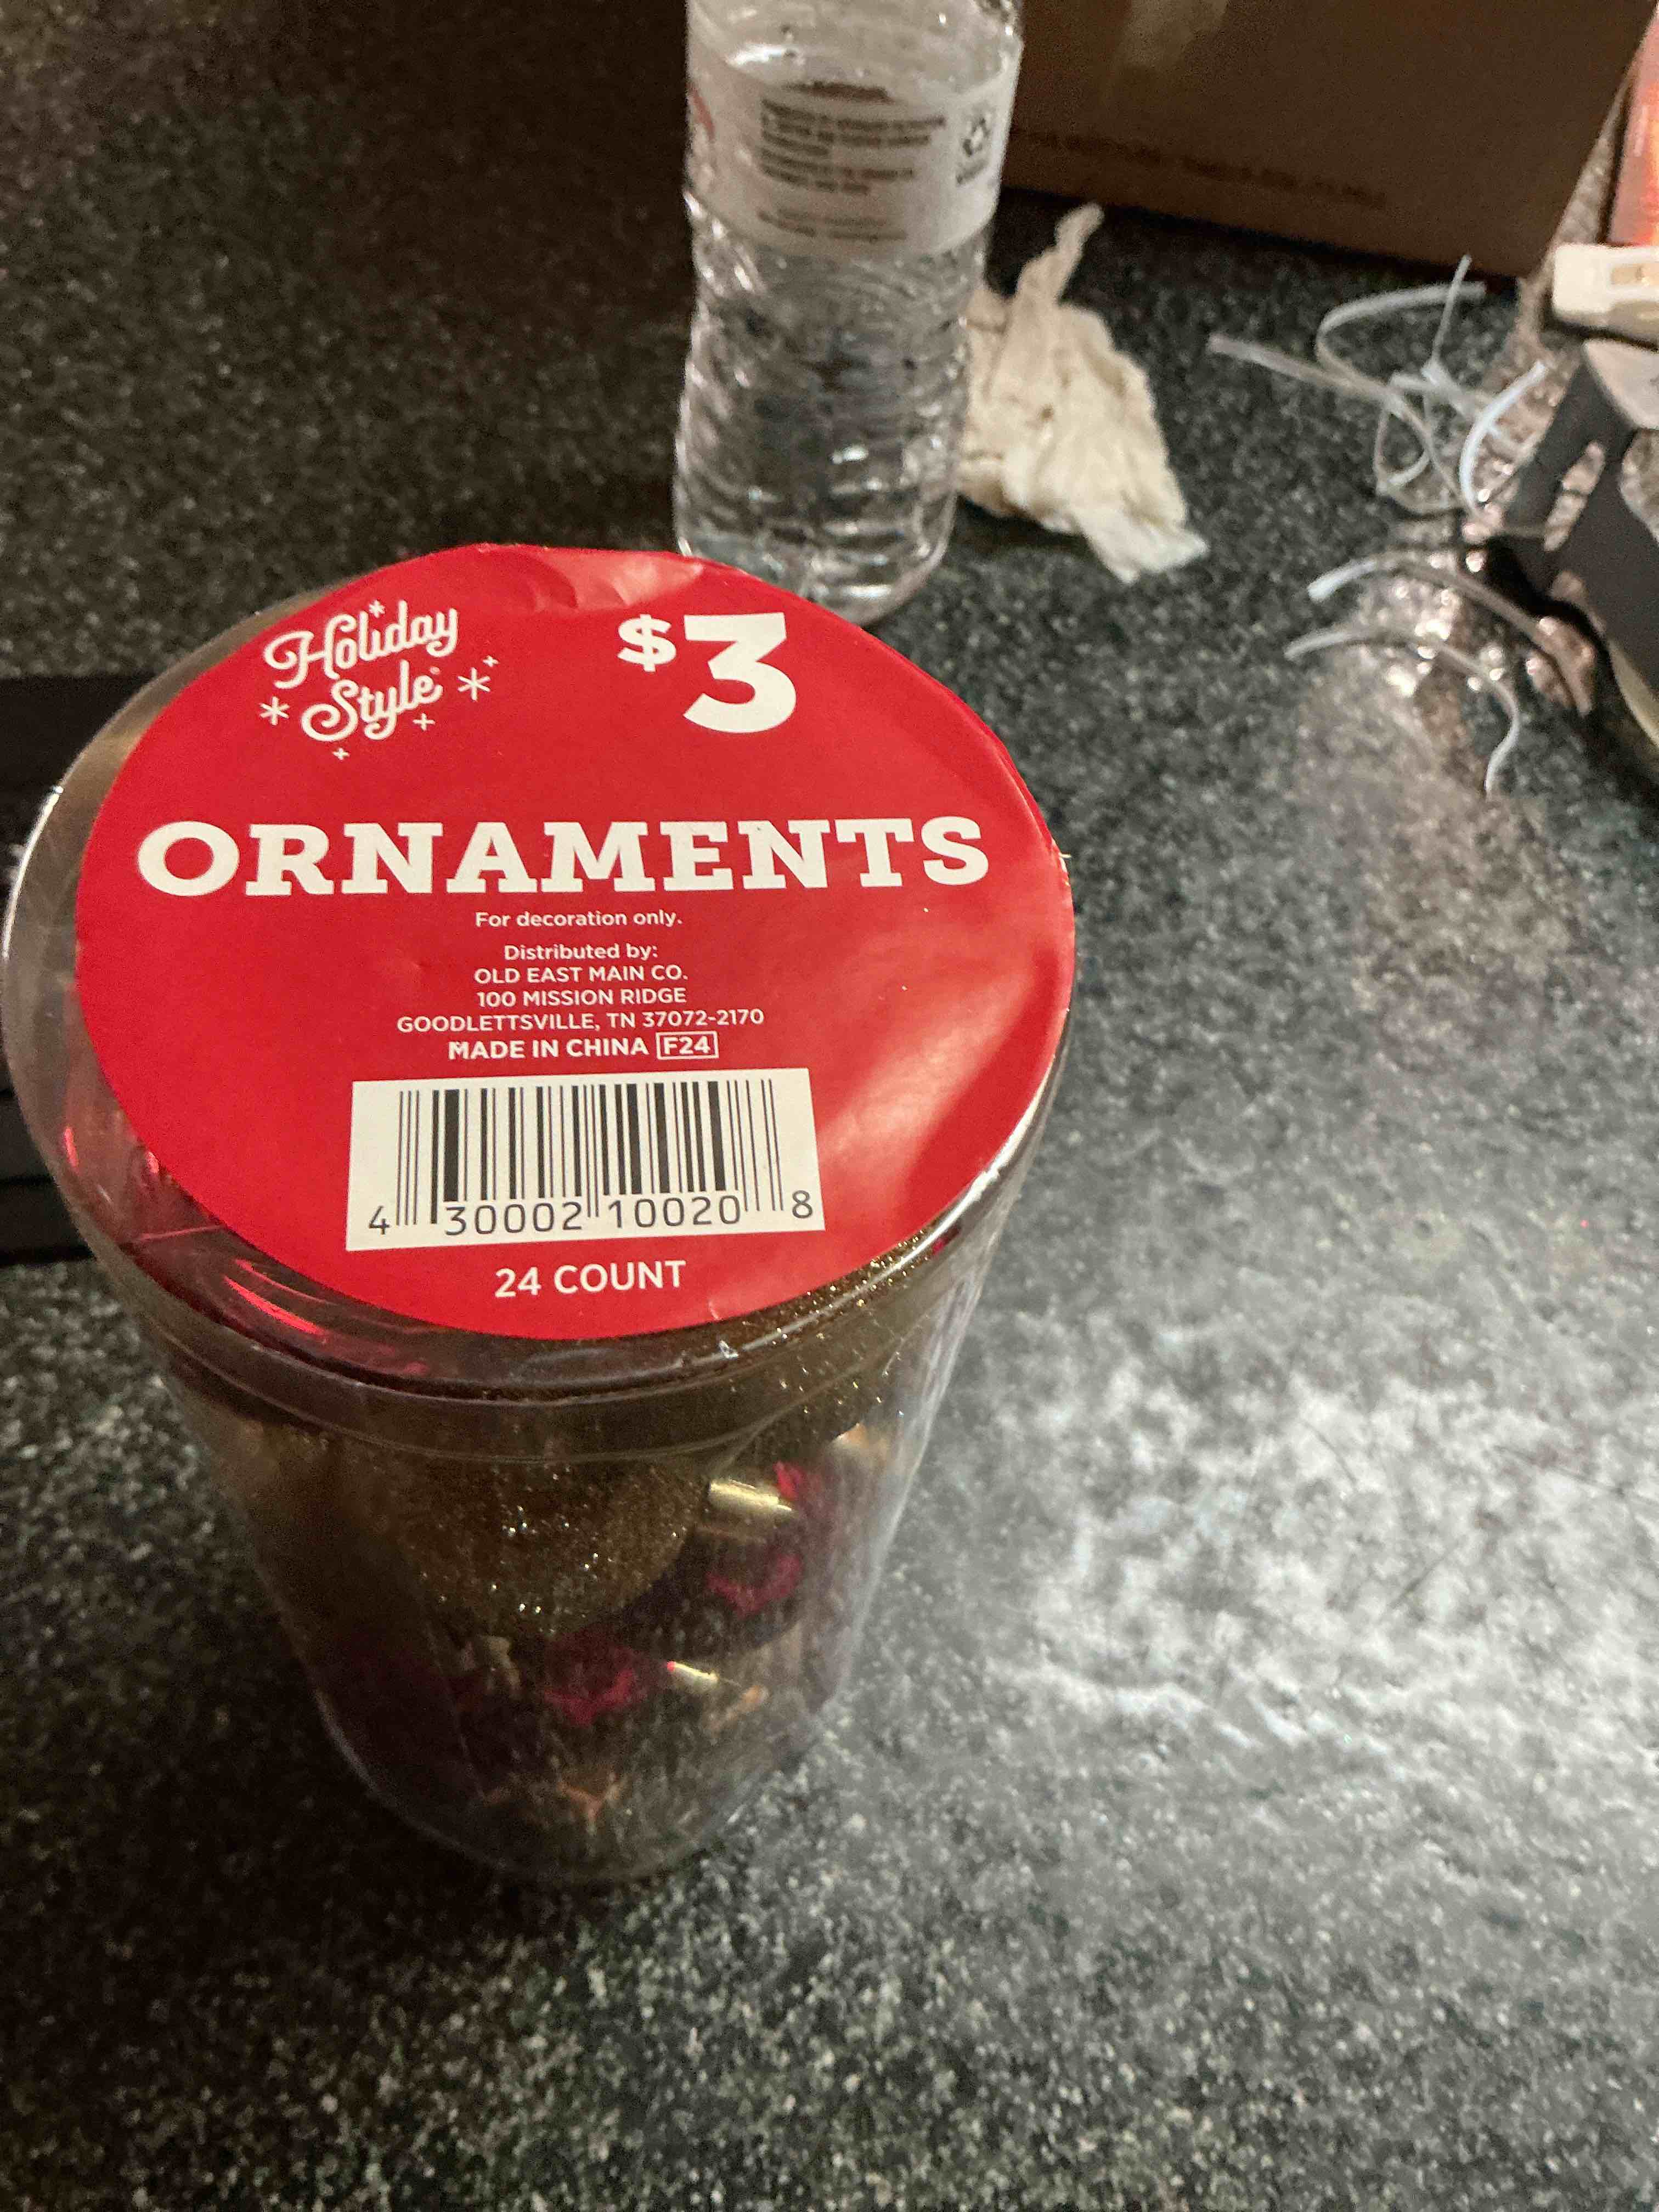 Holiday
Style
$3
ORNAMENTS
For decoration only.
Distributed by:
OLD EAST MAIN CO.
100 MISSION RIDGE
GOODLETTSVILLE, TN 37072-2170
MADE IN CHINA F24
4 30002 10020 8
24 COUNT